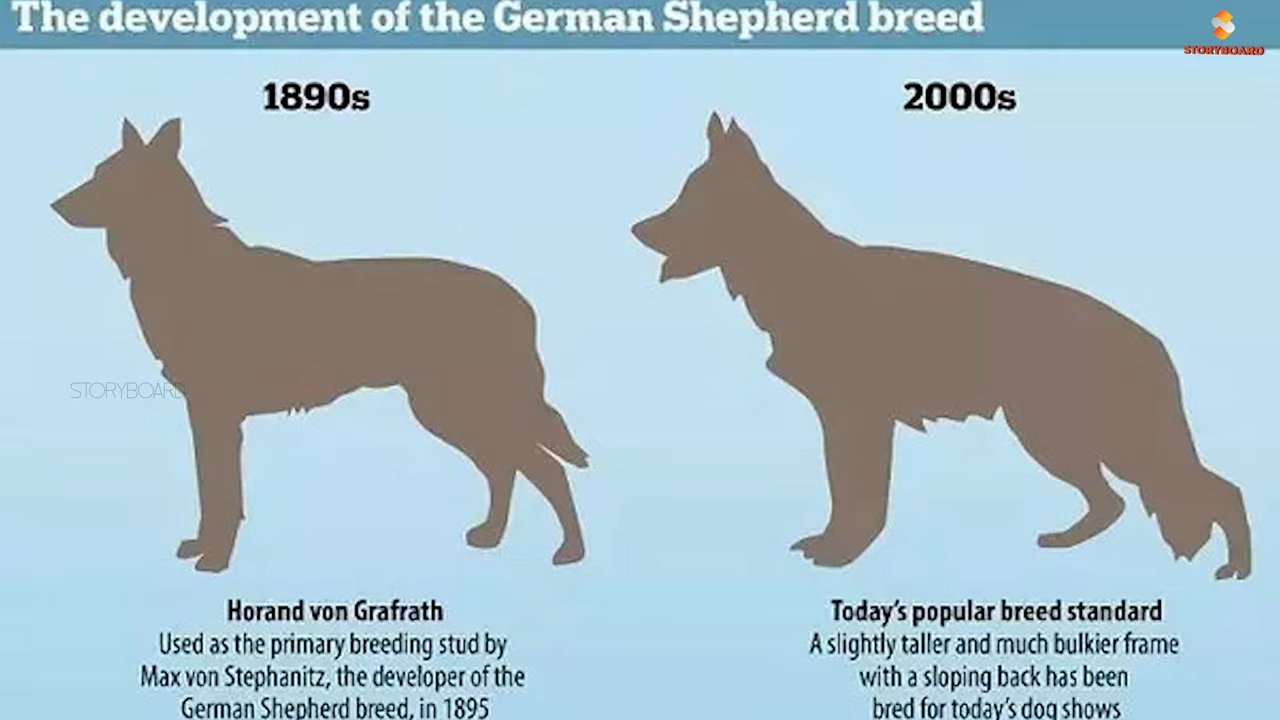 The development of the German Shepherd breed
STORYBOARD
1890s
2000s
STORYBOARD
Horand von Grafrath
Used as the primary breeding stud by
Max von Stephanitz, the developer of the
German Shepherd breed, in 1895
Today's popular breed standard
A slightly taller and much bulkier frame
with a sloping back has been
bred for today's dog shows